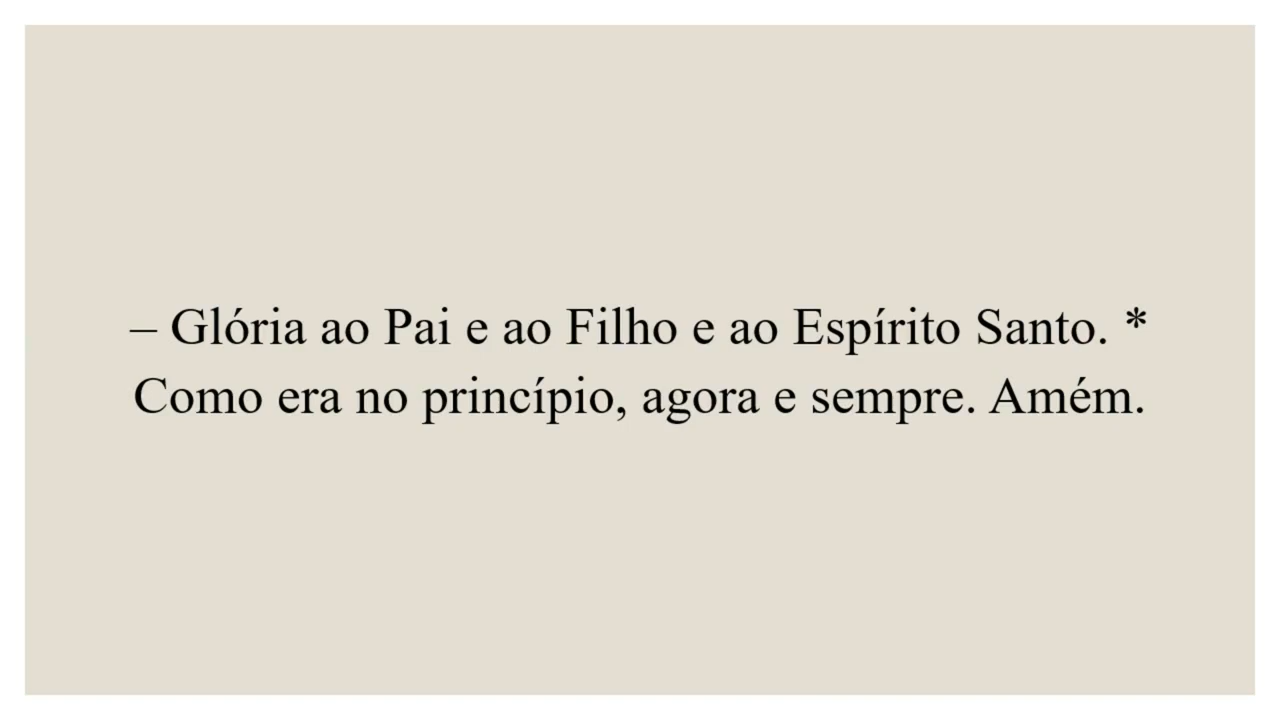 – Glória ao Pai e ao Filho e ao Espírito Santo. *
Como era no princípio, agora e sempre. Amém.